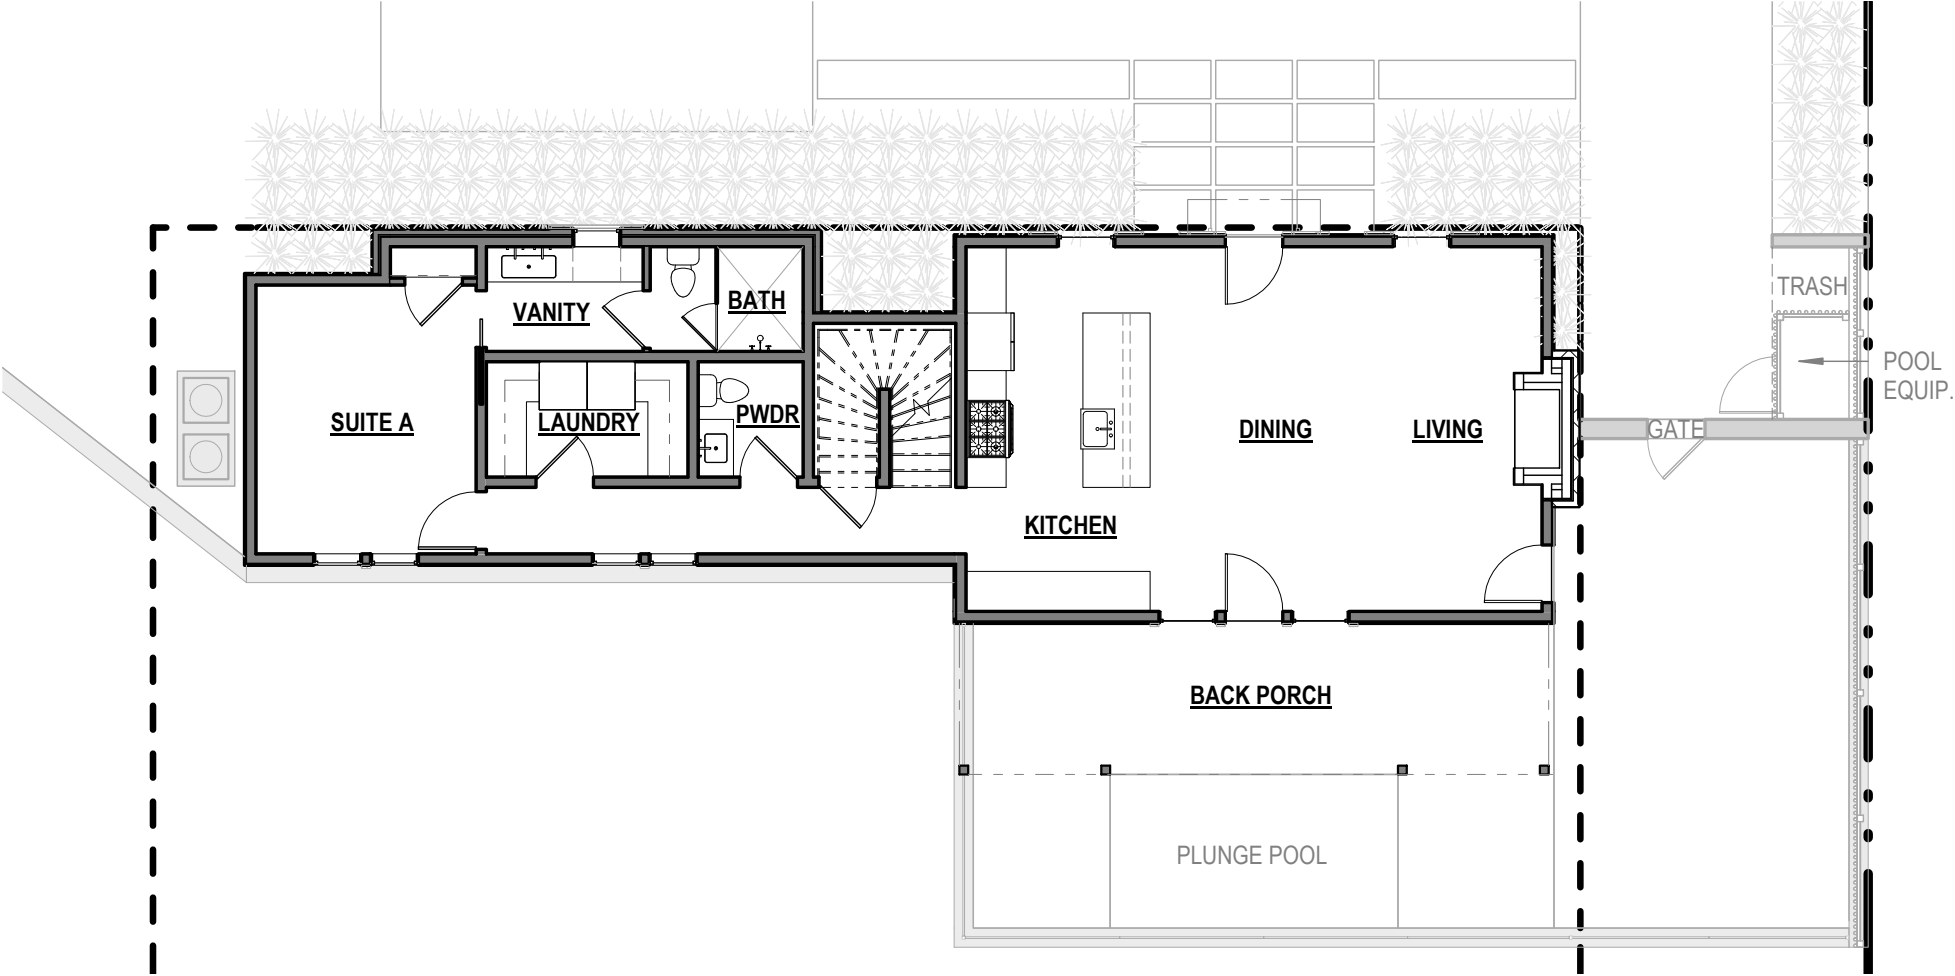 TRASH
BATH
VANITY
POOL
EQUIP.
PWDR
SUITE A
LAUNDRY
DINING
LIVING
GATE
KITCHEN
BACK PORCH
PLUNGE POOL